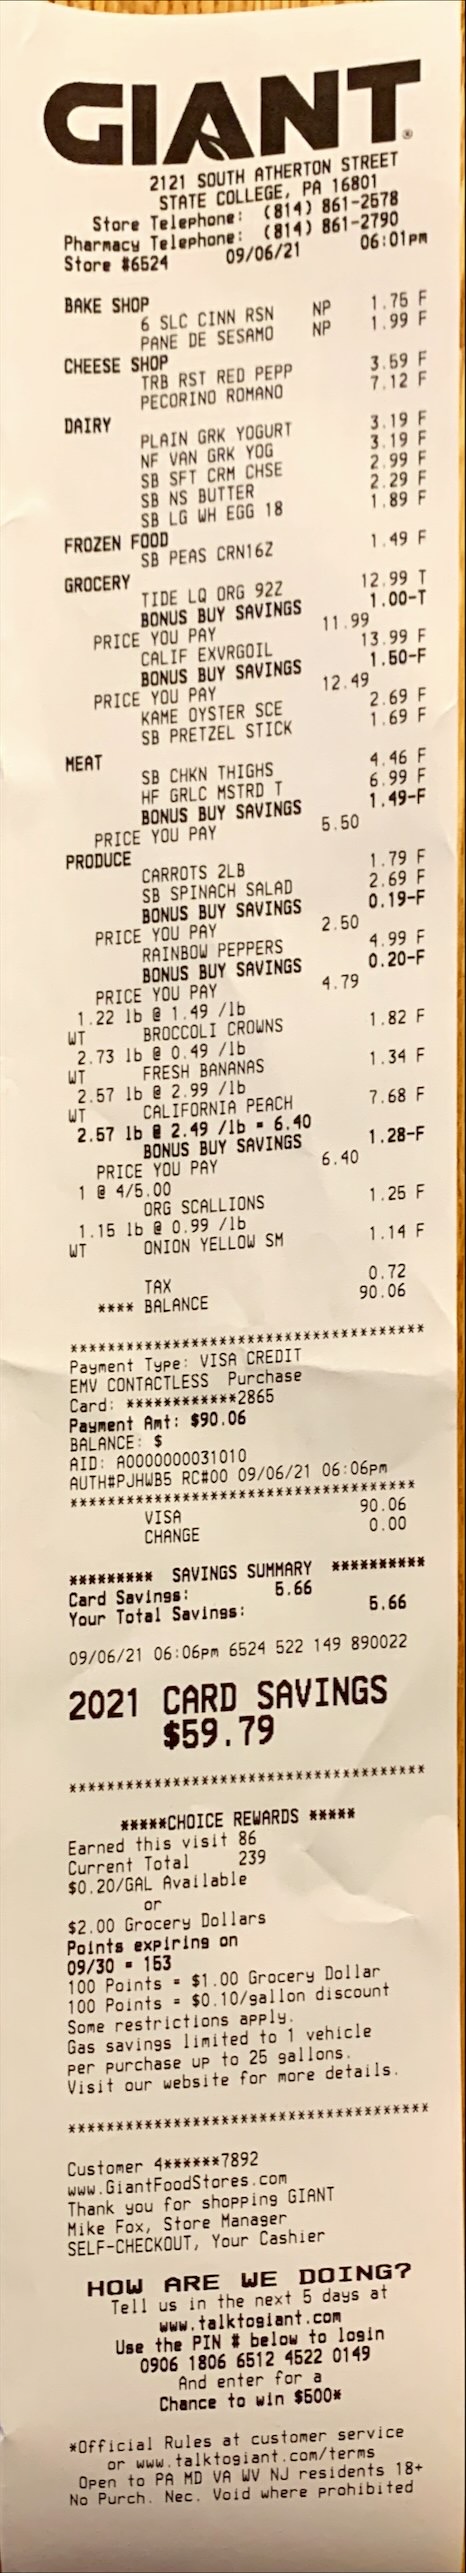 GIANT®
2121 SOUTH ATHERTON STREET
STATE COLLEGE, PA 16801
Store Telephone: (814) 861-2578
Pharmacy Telephone: (814) 861-2790
Store #6524 09/06/21 06:01pm
BAKE SHOP
6 SLC CINN RSN NP 1.75 F
PANE DE SESAMO NP 1.99 F
CHEESE SHOP
TRB RST RED PEPP 3.69 F
PECORINO ROMANO 7.12 F
DAIRY
PLAIN GRK YOGURT 3.19 F
NF VAN GRK YOG 3.19 F
SB SFT CRM CHSE 2.99 F
SB NS BUTTER 2.29 F
SB LG WH EGG 18 1.89 F
FROZEN FOOD
SB PEAS CRN16Z 1.49 F
GROCERY
TIDE LQ ORG 92Z 12.99 T
BONUS BUY SAVINGS 1.00-T
PRICE YOU PAY 11.99
CALIF EXVRGOIL 13.99 F
BONUS BUY SAVINGS 1.50-F
PRICE YOU PAY 12.49
KAME OYSTER SCE 2.69 F
SB PRETZEL STICK 1.69 F
MEAT
SB CHKN THIGHS 4.46 F
HF GRLC MSTRD T 6.99 F
BONUS BUY SAVINGS 1.49-F
PRICE YOU PAY 5.50
PRODUCE
CARROTS 2LB 1.79 F
SB SPINACH SALAD 2.69 F
BONUS BUY SAVINGS 0.19-F
PRICE YOU PAY 2.50
RAINBOW PEPPERS 4.99 F
BONUS BUY SAVINGS 0.20-F
PRICE YOU PAY 4.79
1.22 lb @ 1.49 /lb
WT BROCCOLI CROWNS 1.82 F
2.73 lb @ 0.49 /lb
WT FRESH BANANAS 1.34 F
2.57 lb @ 2.99 /lb
WT CALIFORNIA PEACH 7.68 F
2.57 lb @ 2.49 /lb = 6.40
BONUS BUY SAVINGS 1.28-F
PRICE YOU PAY 6.40
1 @ 4/5.00
ORG SCALLIONS 1.25 F
1.15 lb @ 0.99 /lb
WT ONION YELLOW SM 1.14 F
TAX 0.72
**** BALANCE 90.06
**************************************
Payment Type: VISA CREDIT
EMV CONTACTLESS Purchase
Card: ************2865
Payment Amt: $90.06
BALANCE: $
AID: A0000000031010
AUTH#PJHWB5 RC#00 09/06/21 06:06pm
**************************************
VISA 90.06
CHANGE 0.00
********* SAVINGS SUMMARY **********
Card Savings: 5.66
Your Total Savings: 5.66
09/06/21 06:06pm 6524 522 149 890022
2021 CARD SAVINGS
$59.79
**************************************
*****CHOICE REWARDS *****
Earned this visit 86
Current Total 239
$0.20/GAL Available
or
$2.00 Grocery Dollars
Points expiring on
09/30 = 153
100 Points = $1.00 Grocery Dollar
100 Points = $0.10/gallon discount
Some restrictions apply.
Gas savings limited to 1 vehicle
per purchase up to 25 gallons.
Visit our website for more details.
**************************************
Customer 4******7892
www.GiantFoodStores.com
Thank you for shopping GIANT
Mike Fox, Store Manager
SELF-CHECKOUT, Your Cashier
HOW ARE WE DOING?
Tell us in the next 5 days at
www.talktogiant.com
Use the PIN # below to login
0906 1806 6512 4522 0149
And enter for a
Chance to win $500*
*Official Rules at customer service
or www.talktogiant.com/terms
Open to PA MD VA WV NJ residents 18+
No Purch. Nec. Void where prohibited